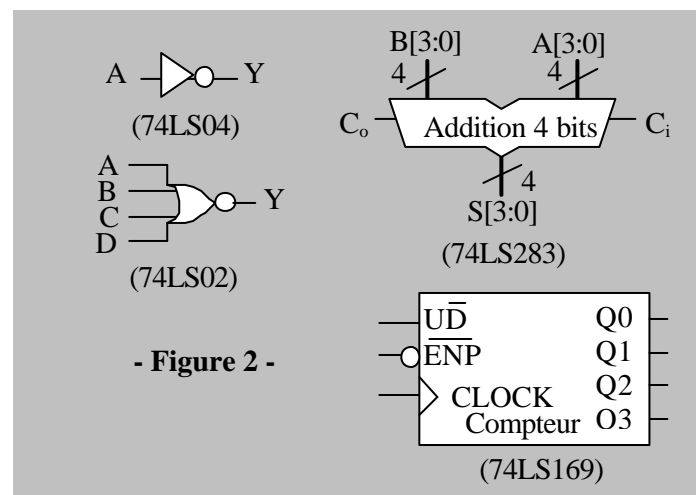 A Y
(74LS04)
A
B
C
D
Y
(74LS02)
- Figure 2 -
B[3:0] A[3:0]
4 4
Cₒ Addition 4 bits Cᵢ
4
S[3:0]
(74LS283)
UD̅ Q0
E̅N̅P̅ Q1
CLOCK Q2
Compteur O3
(74LS169)